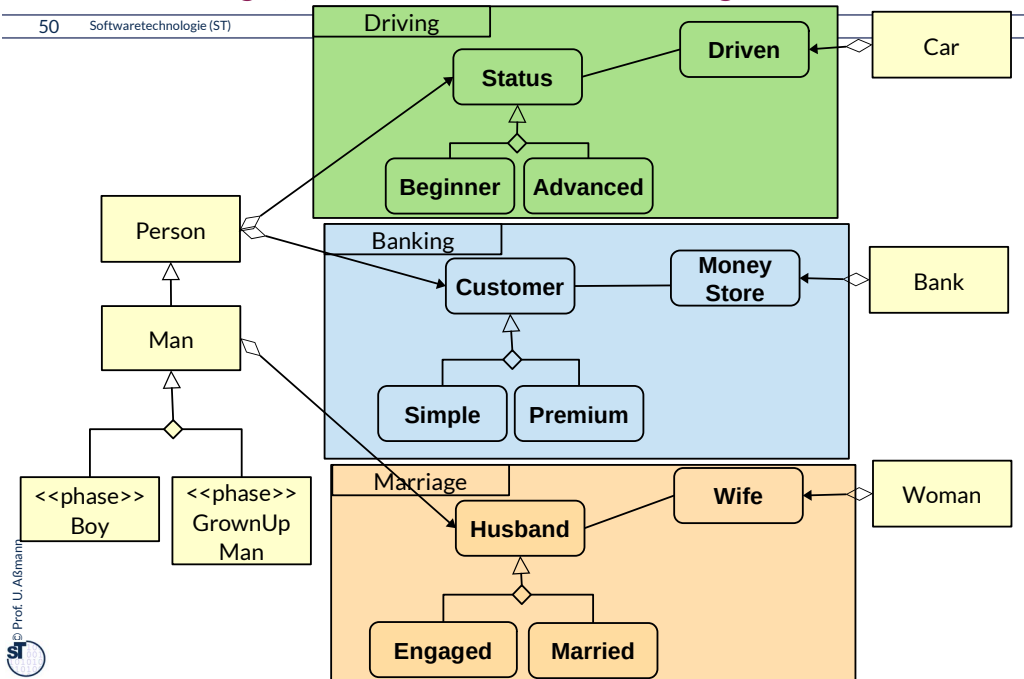 50 Softwaretechnologie (ST)
Driving
Driven
Car
Status
Beginner
Advanced
Person
Banking
Customer
Money
Store
Bank
Man
Simple
Premium
<<phase>>
Boy
<<phase>>
GrownUp
Man
Marriage
Husband
Wife
Woman
Engaged
Married
© Prof. U. Aßmann
ST